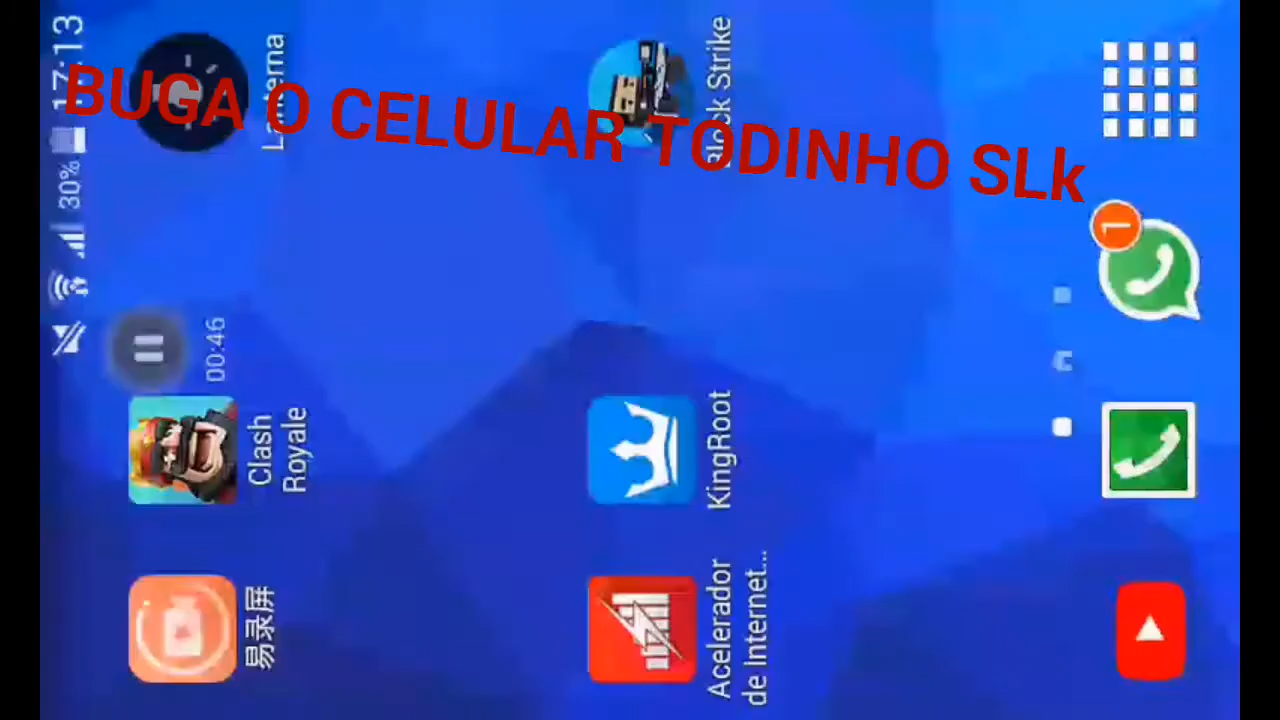 BUGA O CELULAR TODINHO SLk
30% 17:13
00:46
Lanterna
Block Strike
1
Clash
Royale
KingRoot
易录屏
Acelerador
de Internet...